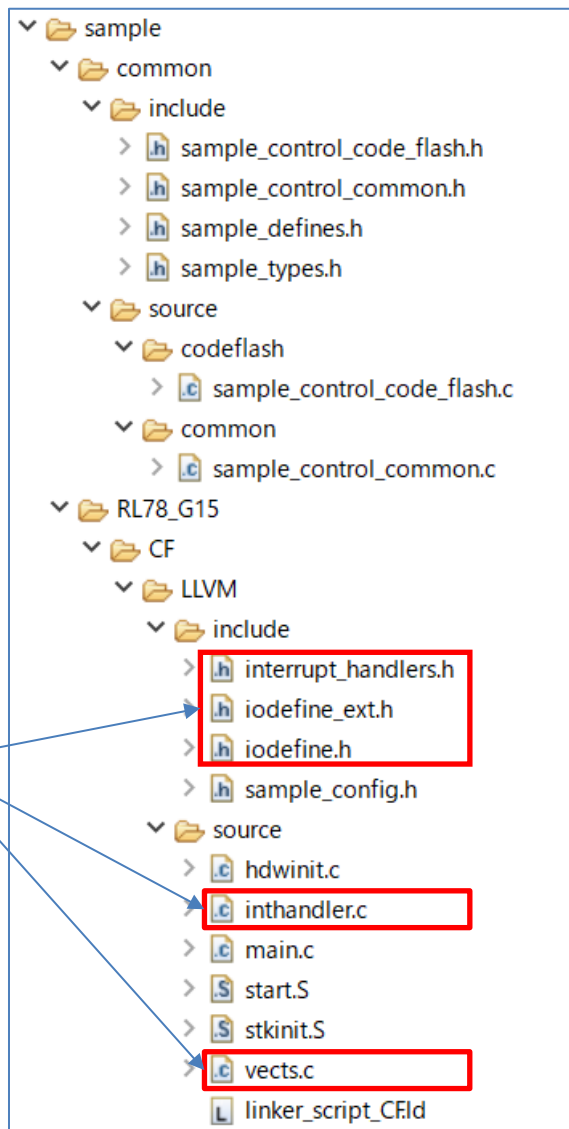 sample
common
include
.h sample_control_code_flash.h
.h sample_control_common.h
.h sample_defines.h
.h sample_types.h
source
codeflash
.c sample_control_code_flash.c
common
.c sample_control_common.c
RL78_G15
CF
LLVM
include
.h interrupt_handlers.h
.h iodefine_ext.h
.h iodefine.h
.h sample_config.h
source
.c hdwinit.c
.c inthandler.c
.c main.c
.S start.S
.S stkinit.S
.c vects.c
L linker_script_CF.ld